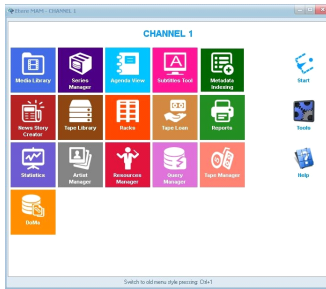 Etere MAM - CHANNEL 1
CHANNEL 1
Media Library
Series Manager
Agenda View
Subtitles Tool
Metadata Indexing
Start
News Story Creator
Tape Library
Racks
Tape Loan
Reports
Tools
Statistics
Artist Manager
Resources Manager
Query Manager
Tape Manager
Help
DoMo
Switch to old menu style pressing: Ctrl+1